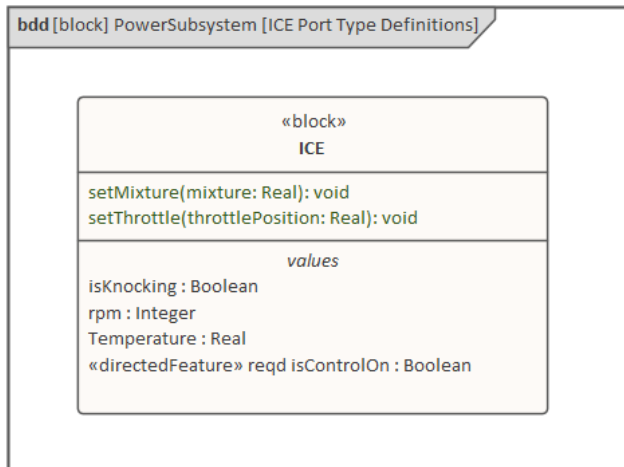 bdd [block] PowerSubsystem [ICE Port Type Definitions]
«block»
ICE
setMixture(mixture: Real): void
setThrottle(throttlePosition: Real): void
values
isKnocking : Boolean
rpm : Integer
Temperature : Real
«directedFeature» reqd isControlOn : Boolean